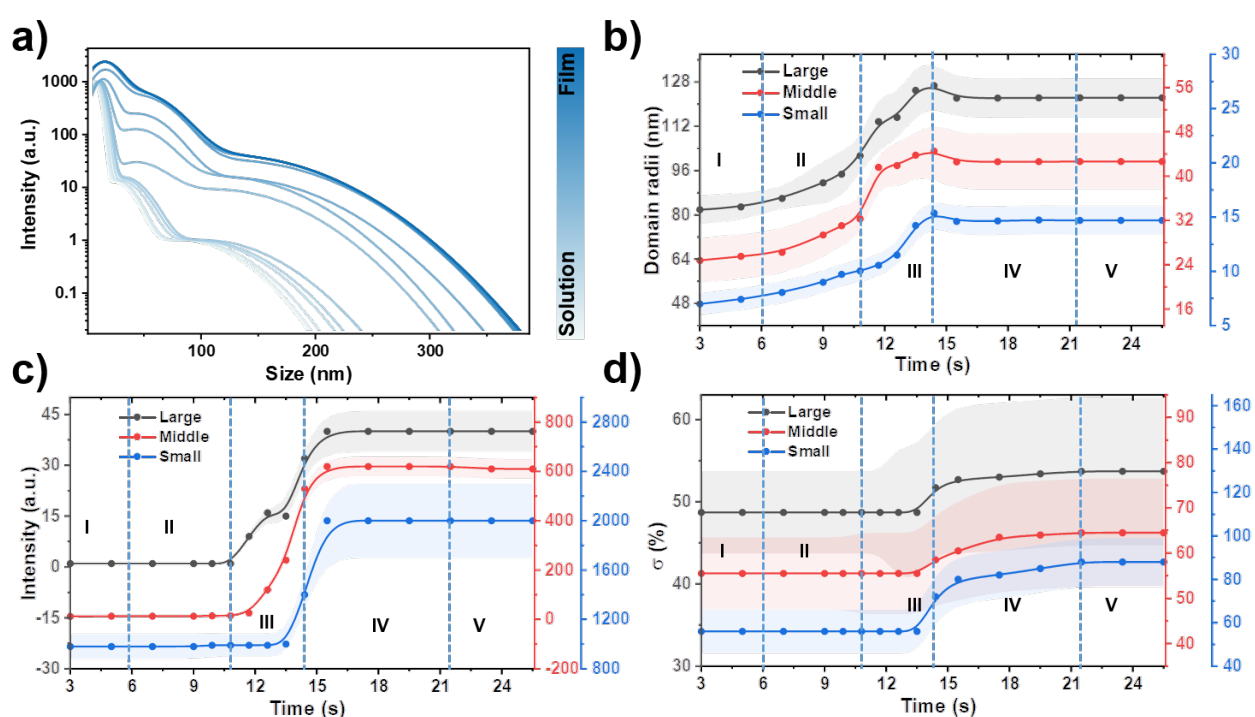 a)
Intensity (a.u.)
1000
100
10
1
0.1
100 200 300
Size (nm)
Film
Solution
b)
Domain radii (nm)
128
112
96
80
64
48
Large
Middle
Small
I II III IV V
56
48
40
32
24
16
30
25
20
15
10
5
3 6 9 12 15 18 21 24
Time (s)
c)
Intensity (a.u.)
45
30
15
0
-15
-30
Large
Middle
Small
I II III IV V
800
600
400
200
0
-200
2800
2400
2000
1600
1200
800
3 6 9 12 15 18 21 24
Time (s)
d)
σ (%)
60
50
40
30
Large
Middle
Small
I II III IV V
95
90
80
70
60
50
40
160
140
120
100
80
60
40
3 6 9 12 15 18 21 24
Time (s)